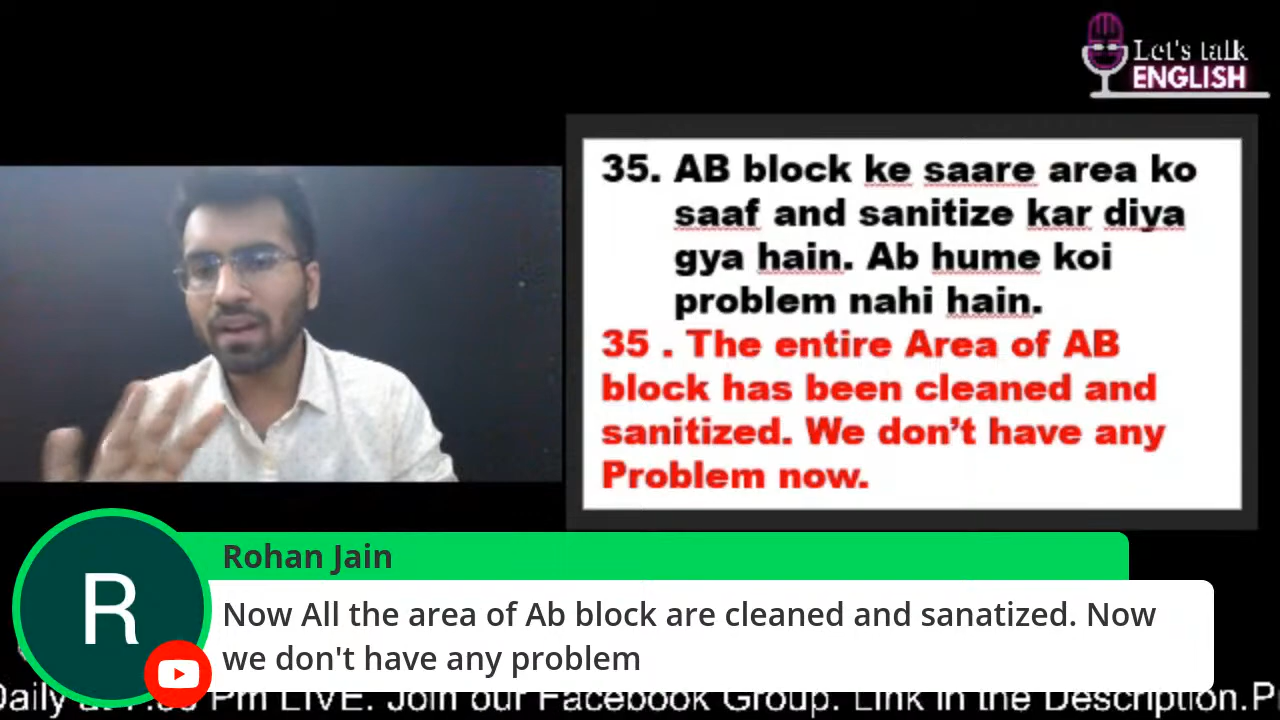 Let's talk
ENGLISH
35. AB block ke saare area ko
saaf and sanitize kar diya
gya hain. Ab hume koi
problem nahi hain.
35 . The entire Area of AB
block has been cleaned and
sanitized. We don't have any
Problem now.
R
Rohan Jain
Now All the area of Ab block are cleaned and sanatized. Now
we don't have any problem
Daily at Pm LIVE. Join our Facebook Group. Link in the Description.